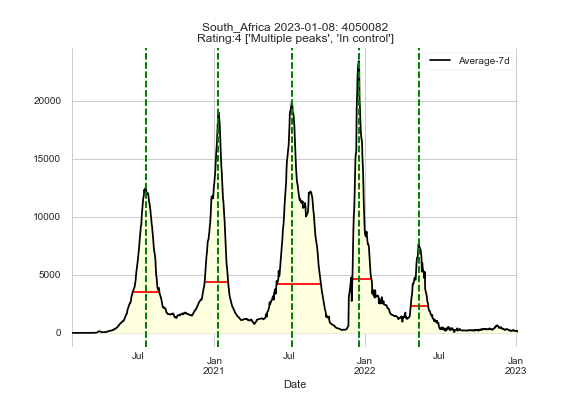 South_Africa 2023-01-08: 4050082
Rating:4 ['Multiple peaks', 'In control']
Average-7d
20000
15000
10000
5000
0
Jul
Jan
2021
Jul
Jan
2022
Jul
Jan
2023
Date